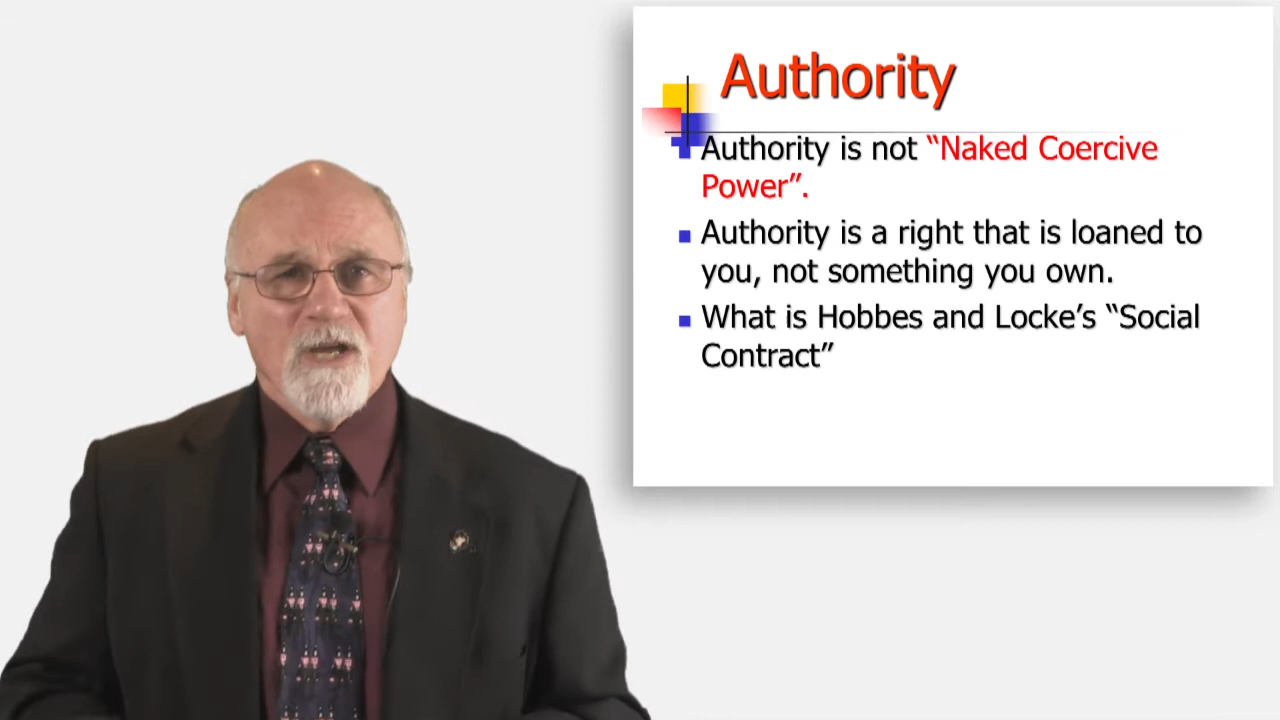 Authority
Authority is not “Naked Coercive
Power”.
Authority is a right that is loaned to
you, not something you own.
What is Hobbes and Locke’s “Social
Contract”